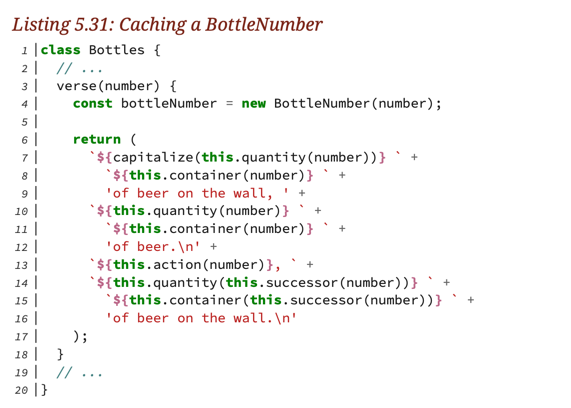 Listing 5.31: Caching a BottleNumber
1 class Bottles {
2   // ...
3   verse(number) {
4     const bottleNumber = new BottleNumber(number);
5
6     return (
7       `${capitalize(this.quantity(number))} ` +
8         `${this.container(number)} ` +
9         'of beer on the wall, ' +
10       `${this.quantity(number)} ` +
11         `${this.container(number)} ` +
12         'of beer.\n' +
13       `${this.action(number)}, ` +
14       `${this.quantity(this.successor(number))} ` +
15         `${this.container(this.successor(number))} ` +
16         'of beer on the wall.\n'
17     );
18   }
19   // ...
20 }